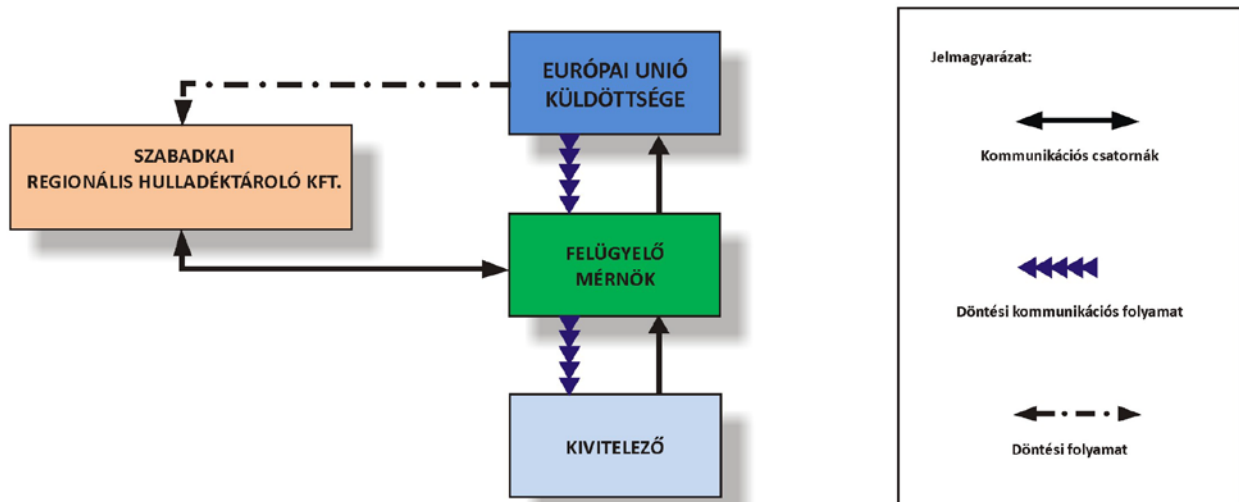 EURÓPAI UNIÓ
KÜLDÖTTSÉGE
SZABADKAI
REGIONÁLIS HULLADÉKTÁROLÓ KFT.
FELÜGYELŐ
MÉRNÖK
KIVITELEZŐ
Jelmagyarázat:
Kommunikációs csatornák
Döntési kommunikációs folyamat
Döntési folyamat